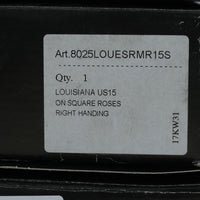 Art.8025LOUESRMR15S
Qty. 1
LOUISIANA US15
ON SQUARE ROSES
RIGHT HANDING
17KW31